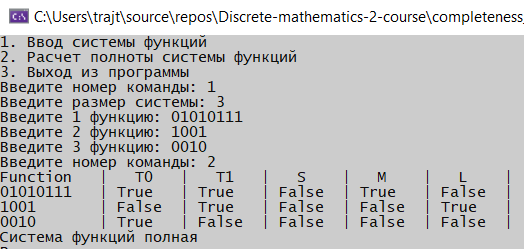 C:\Users\trajt\source\repos\Discrete-mathematics-2-course\completeness_
1. Ввод системы функций
2. Расчет полноты системы функций
3. Выход из программы
Введите номер команды: 1
Введите размер системы: 3
Введите 1 функцию: 01010111
Введите 2 функцию: 1001
Введите 3 функцию: 0010
Введите номер команды: 2
Function | T0 | T1 | S | M | L |
01010111 | True | True | False | True | False |
1001 | False | True | False | False | True |
0010 | True | False | False | False | False |
Система функций полная